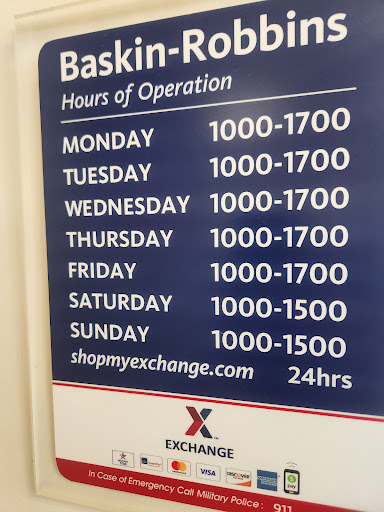 Baskin-Robbins
Hours of Operation
MONDAY 1000-1700
TUESDAY 1000-1700
WEDNESDAY 1000-1700
THURSDAY 1000-1700
FRIDAY 1000-1700
SATURDAY 1000-1500
SUNDAY 1000-1500
shopmyexchange.com 24hrs
X
EXCHANGE
VISA
DISCOVER
pay
In Case of Emergency Call Military Police: 911